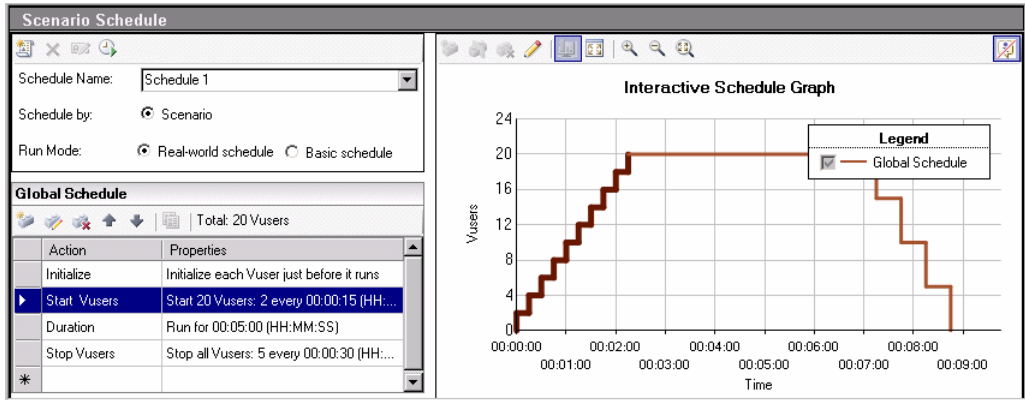 Scenario Schedule
Schedule Name: Schedule 1
Schedule by: Scenario
Run Mode: Real-world schedule Basic schedule
Global Schedule
Total: 20 Vusers
Action Properties
Initialize Initialize each Vuser just before it runs
Start Vusers Start 20 Vusers: 2 every 00:00:15 (HH:...
Duration Run for 00:05:00 (HH:MM:SS)
Stop Vusers Stop all Vusers: 5 every 00:00:30 (HH:...
*
Interactive Schedule Graph
Legend
Global Schedule
24
20
16
12
8
4
0
Vusers
00:00:00 00:02:00 00:04:00 00:06:00 00:08:00
00:01:00 00:03:00 00:05:00 00:07:00 00:09:00
Time